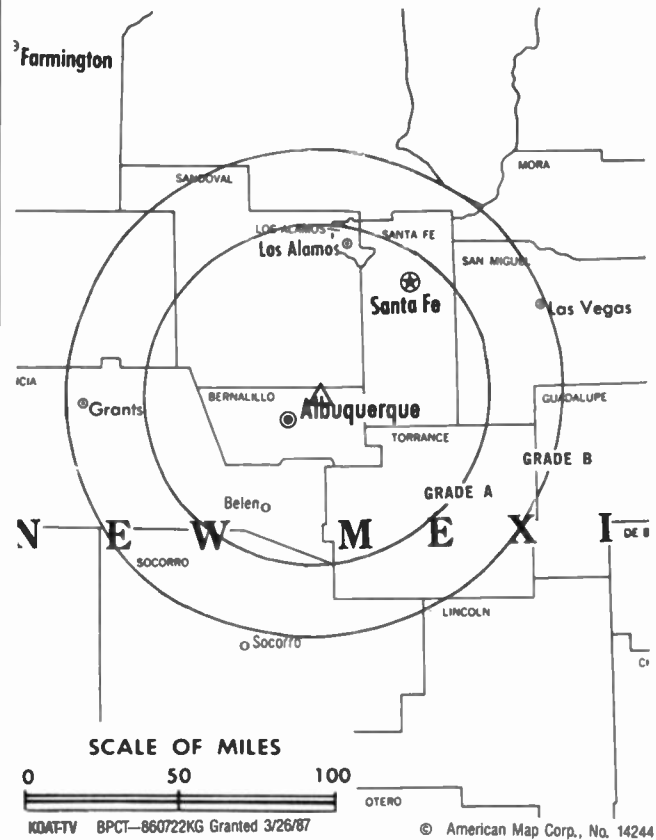 Farmington
MORA
SANDOVAL
LOS ALAMOS
SANTA FE
Los Alamos
SAN MIGUEL
Santa Fe
Las Vegas
ICIA
BERNALILLO
GUADALUPE
Grants
Albuquerque
TORRANCE
GRADE B
GRADE A
Belen
N E W M E X I
DE B
SOCORRO
LINCOLN
Socorro
SCALE OF MILES
0 50 100
OTERO
KOAT-TV BPCT—860722KG Granted 3/26/87
© American Map Corp., No. 14244